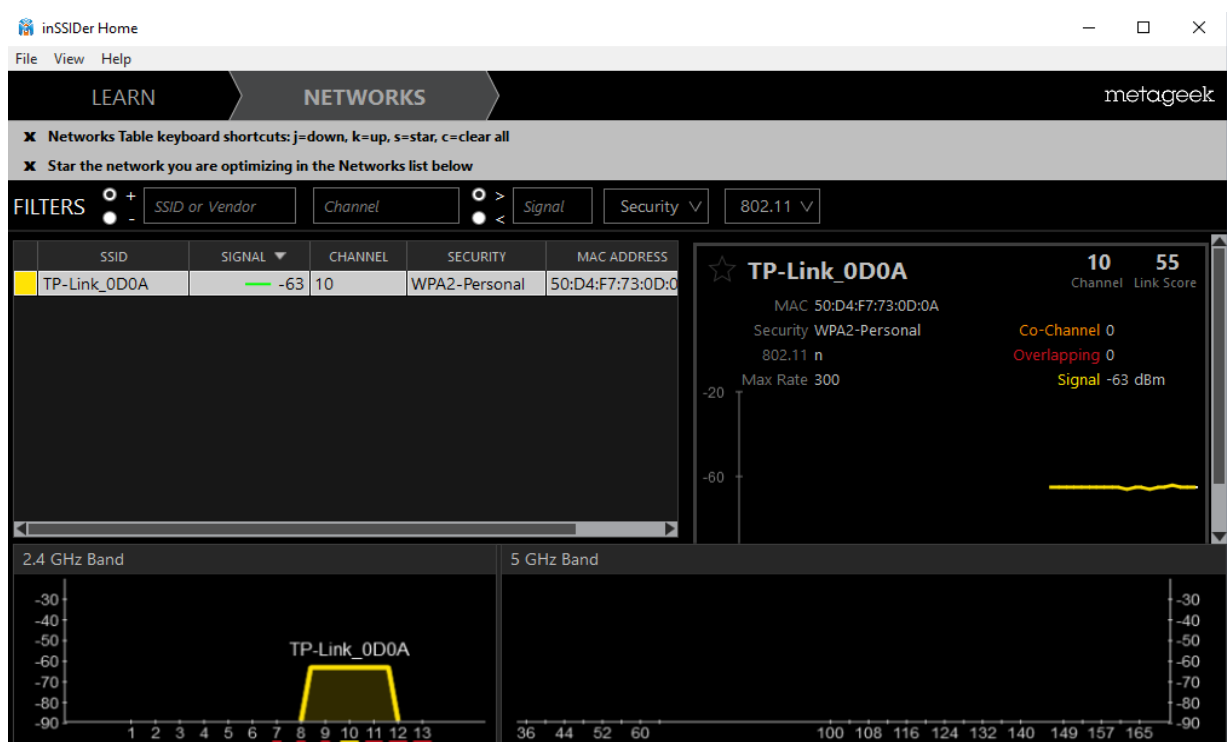 inSSIDer Home
File View Help
LEARN NETWORKS metageek
x Networks Table keyboard shortcuts: j=down, k=up, s=star, c=clear all
x Star the network you are optimizing in the Networks list below
FILTERS + - SSID or Vendor Channel > < Signal Security 802.11
SSID SIGNAL CHANNEL SECURITY MAC ADDRESS
TP-Link_0D0A -63 10 WPA2-Personal 50:D4:F7:73:0D:0
TP-Link_0D0A 10 55
Channel Link Score
MAC 50:D4:F7:73:0D:0A
Security WPA2-Personal Co-Channel 0
802.11 n Overlapping 0
Max Rate 300 Signal -63 dBm
-20
-60
2.4 GHz Band
-30
-40
-50
TP-Link_0D0A
-60
-70
-80
-90
1 2 3 4 5 6 7 8 9 10 11 12 13
5 GHz Band
-30
-40
-50
-60
-70
-80
-90
36 44 52 60 100 108 116 124 132 140 149 157 165